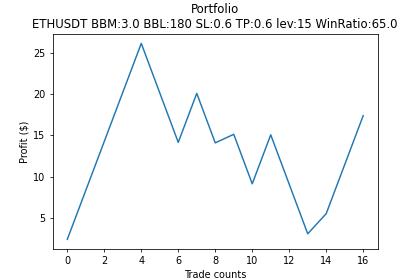 Portfolio
ETHUSDT BBM:3.0 BBL:180 SL:0.6 TP:0.6 lev:15 WinRatio:65.0
Profit ($)
25
20
15
10
5
0 2 4 6 8 10 12 14 16
Trade counts